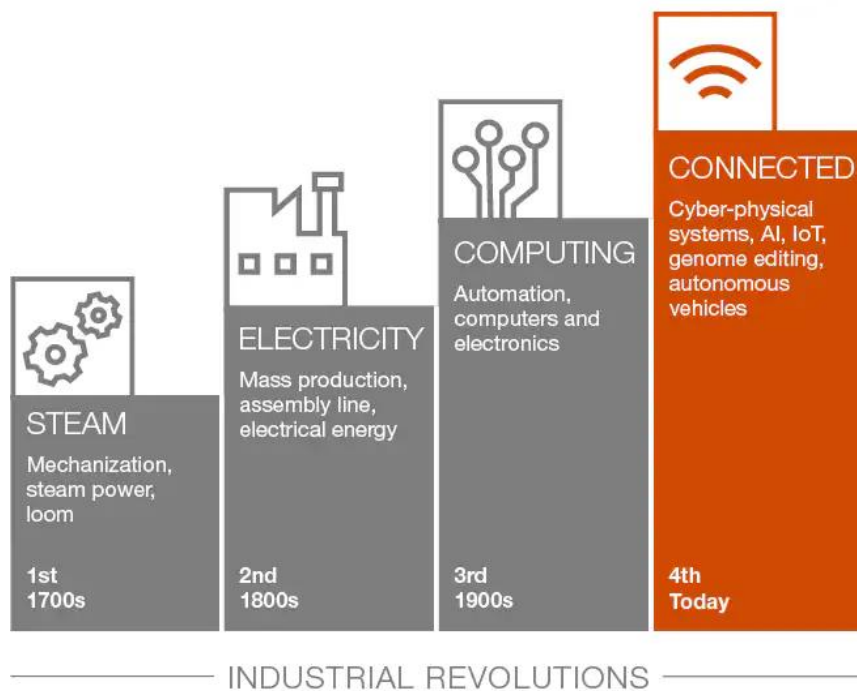 STEAM
Mechanization,
steam power,
loom
1st
1700s
ELECTRICITY
Mass production,
assembly line,
electrical energy
2nd
1800s
COMPUTING
Automation,
computers and
electronics
3rd
1900s
CONNECTED
Cyber-physical
systems, AI, IoT,
genome editing,
autonomous
vehicles
4th
Today
INDUSTRIAL REVOLUTIONS